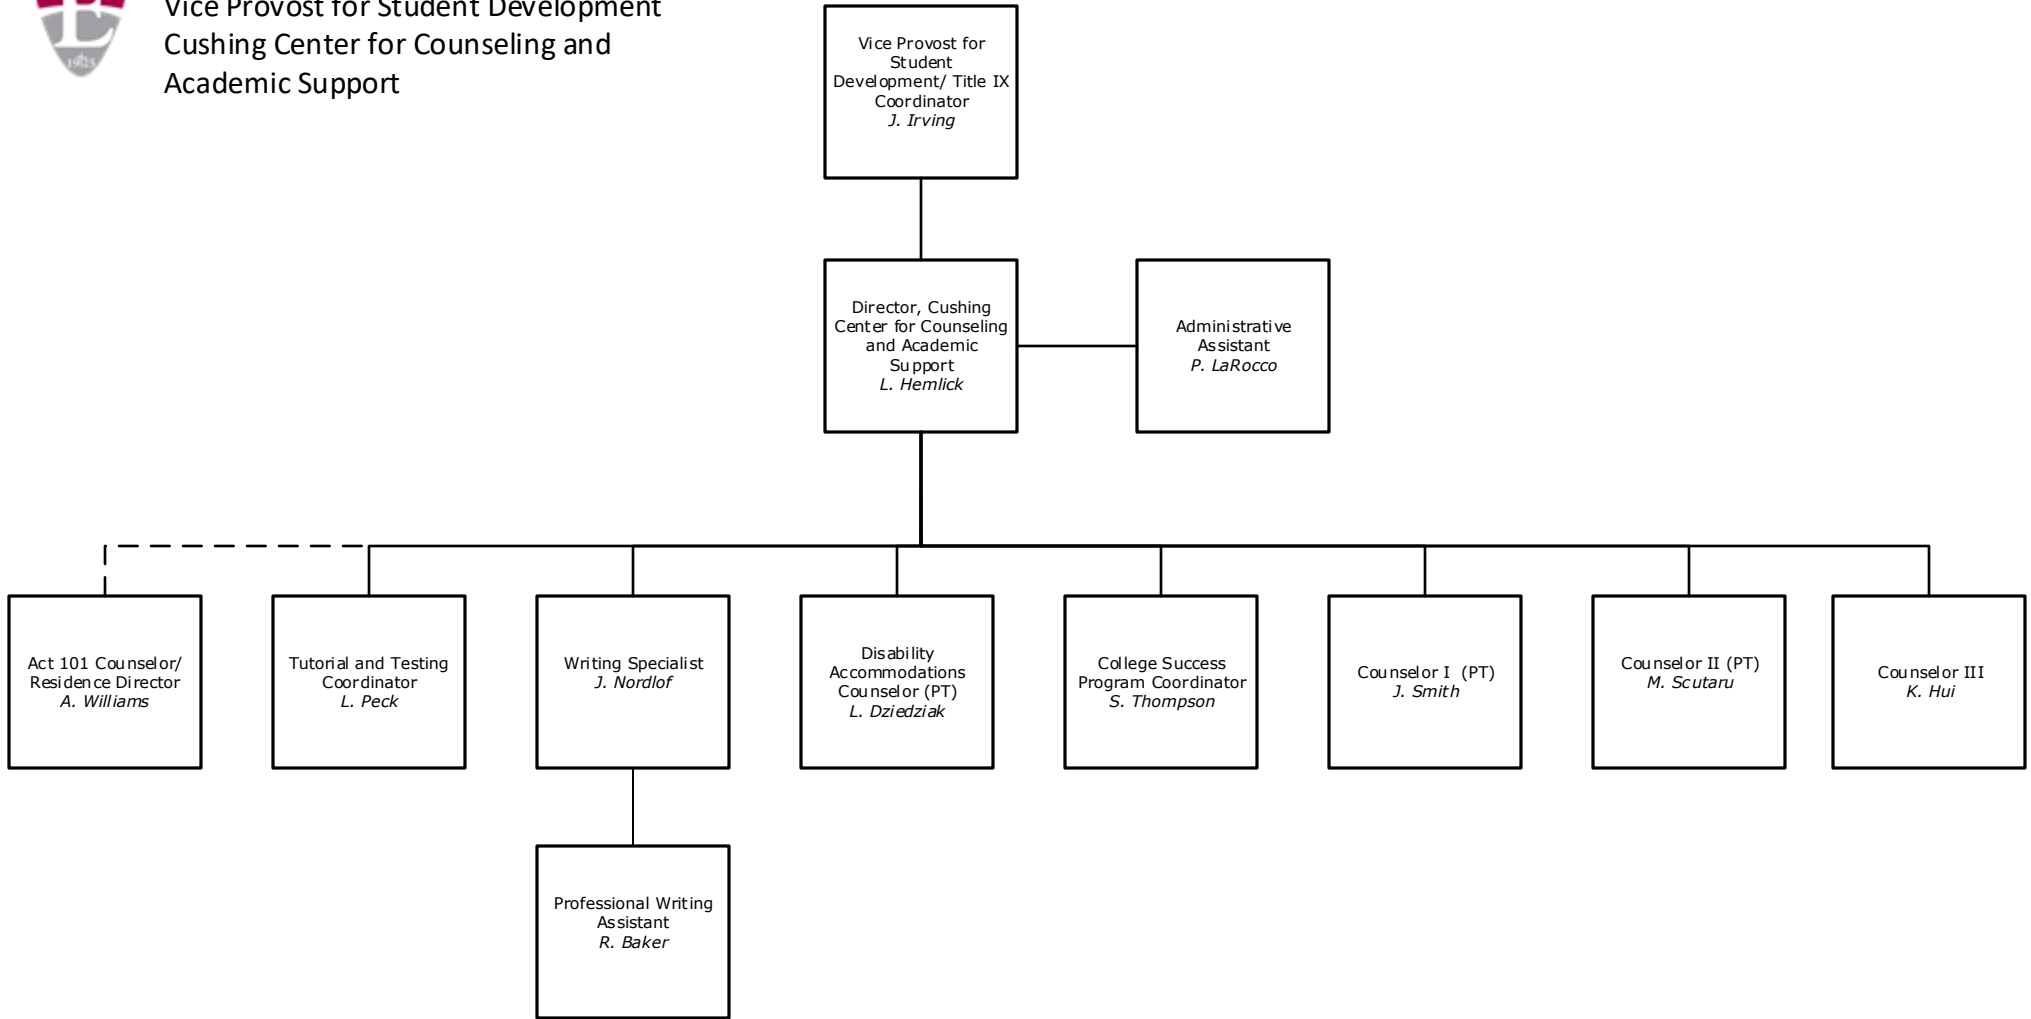 Vice Provost for Student Development
Cushing Center for Counseling and
Academic Support
E
1925
Vice Provost for
Student
Development/ Title IX
Coordinator
J. Irving
Director, Cushing
Center for Counseling
and Academic
Support
L. Hemlick
Administrative
Assistant
P. LaRocco
Act 101 Counselor/
Residence Director
A. Williams
Tutorial and Testing
Coordinator
L. Peck
Writing Specialist
J. Nordlof
Disability
Accommodations
Counselor (PT)
L. Dziedziak
College Success
Program Coordinator
S. Thompson
Counselor I (PT)
J. Smith
Counselor II (PT)
M. Scutaru
Counselor III
K. Hui
Professional Writing
Assistant
R. Baker